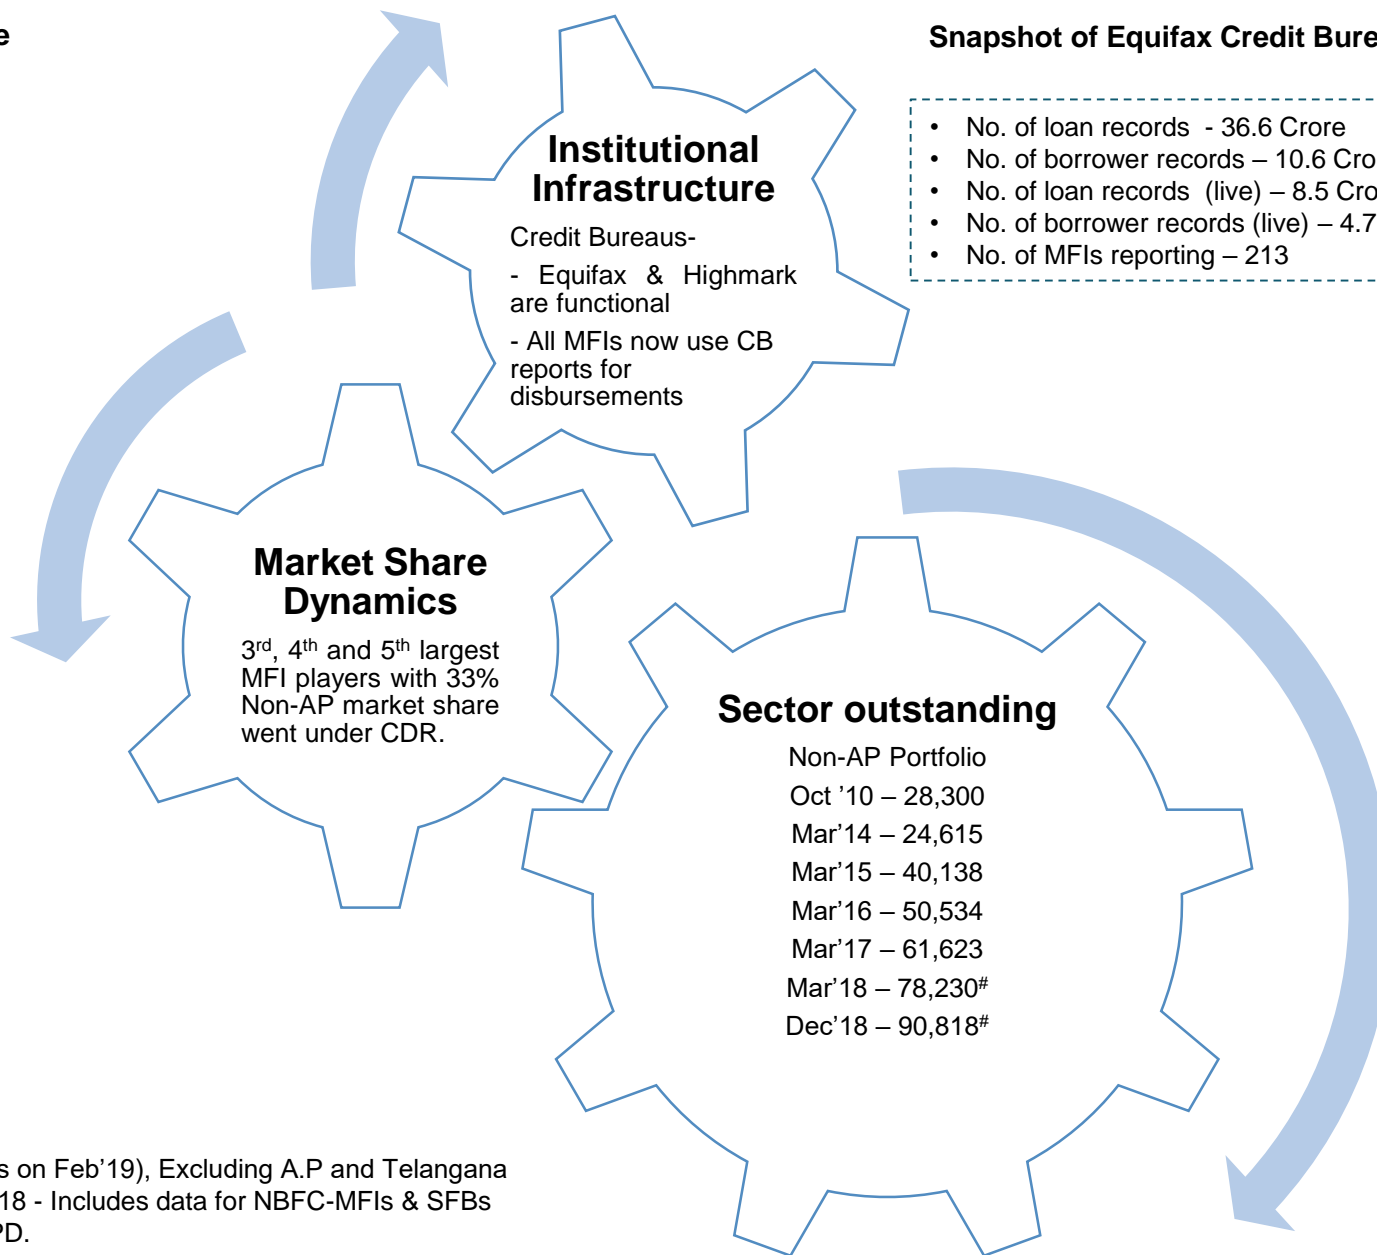 e
Snapshot of Equifax Credit Bure
• No. of loan records - 36.6 Crore
• No. of borrower records – 10.6 Cro
• No. of loan records (live) – 8.5 Cro
• No. of borrower records (live) – 4.7
• No. of MFIs reporting – 213
Institutional
Infrastructure
Credit Bureaus-
- Equifax & Highmark
are functional
- All MFIs now use CB
reports for
disbursements
Market Share
Dynamics
3rd, 4th and 5th largest
MFI players with 33%
Non-AP market share
went under CDR.
Sector outstanding
Non-AP Portfolio
Oct '10 – 28,300
Mar'14 – 24,615
Mar'15 – 40,138
Mar'16 – 50,534
Mar'17 – 61,623
Mar'18 – 78,230#
Dec'18 – 90,818#
s on Feb'19), Excluding A.P and Telangana
18 - Includes data for NBFC-MFIs & SFBs
PD.